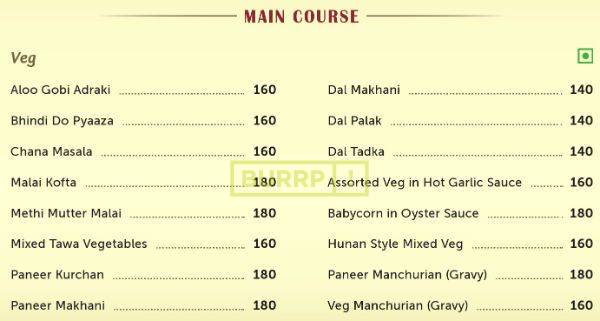 MAIN COURSE
Veg
Aloo Gobi Adraki 160
Bhindi Do Pyaaza 160
Chana Masala 160
Malai Kofta 180
Methi Mutter Malai 180
Mixed Tawa Vegetables 160
Paneer Kurchan 180
Paneer Makhani 180
Dal Makhani 140
Dal Palak 140
Dal Tadka 140
Assorted Veg in Hot Garlic Sauce 160
Babycorn in Oyster Sauce 180
Hunan Style Mixed Veg 160
Paneer Manchurian (Gravy) 180
Veg Manchurian (Gravy) 160
BURRP!